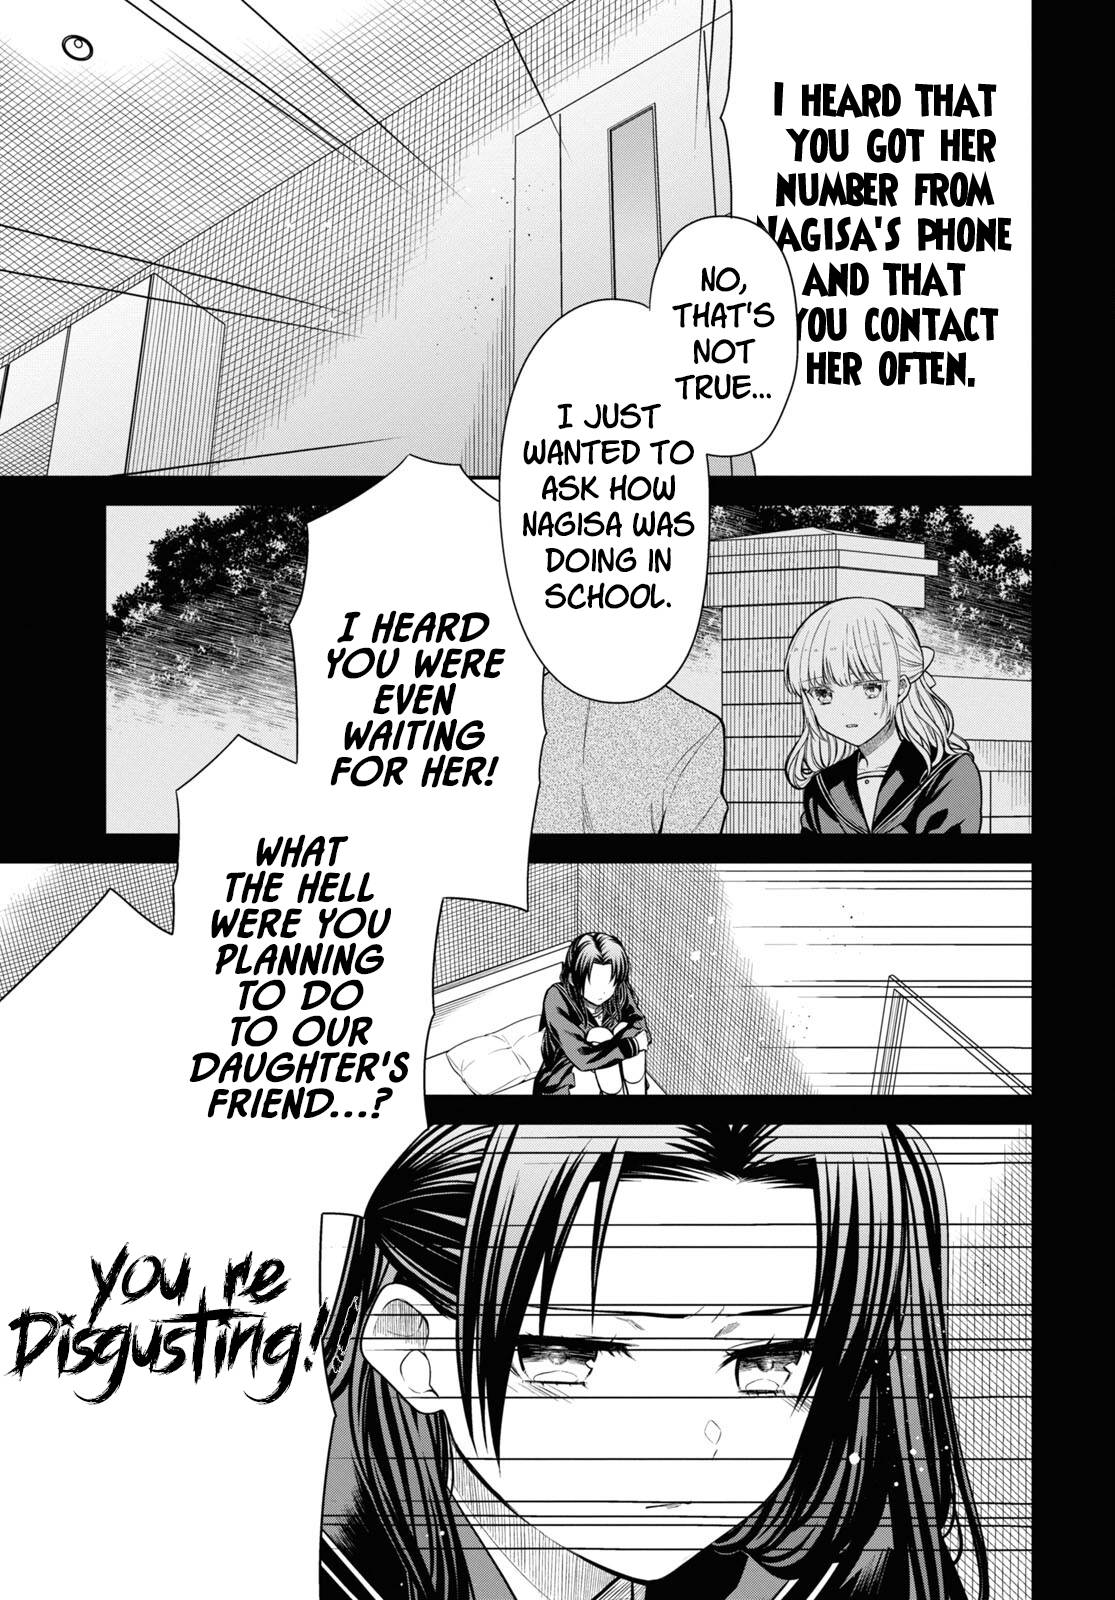 I HEARD THAT
YOU GOT HER
NUMBER FROM
NAGISA'S PHONE
AND THAT
YOU CONTACT
HER OFTEN.
NO,
THAT'S
NOT
TRUE...
I JUST
WANTED TO
ASK HOW
NAGISA WAS
DOING IN
SCHOOL.
I HEARD
YOU WERE
EVEN
WAITING
FOR HER!
WHAT
THE HELL
WERE YOU
PLANNING
TO DO
TO OUR
DAUGHTER'S
FRIEND...?
YOU're
DISGUSTING!!